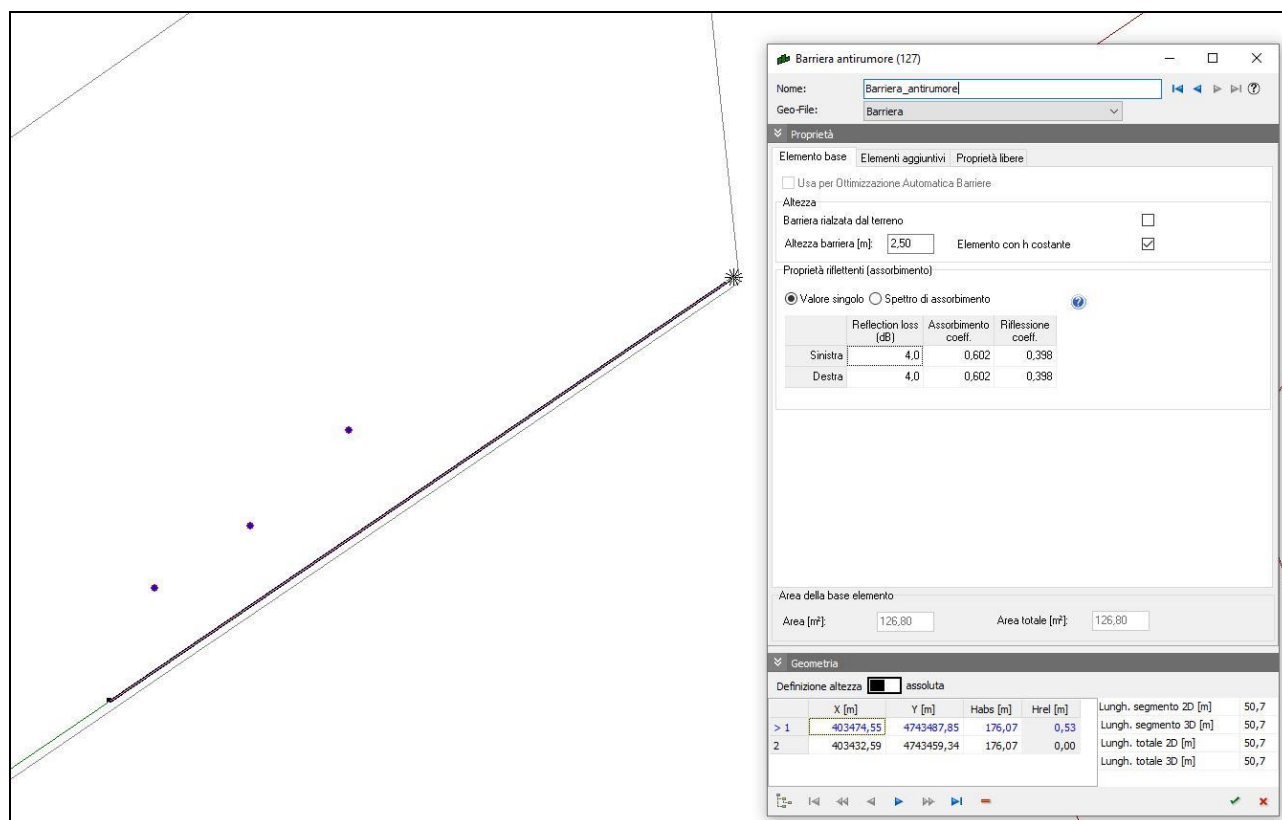 Barriera antirumore (127)
Nome: Barriera_antirumore
Geo-File: Barriera
Proprietà
Elemento base Elementi aggiuntivi Proprietà libere
Usa per Ottimizzazione Automatica Barriere
Altezza
Barriera rialzata dal terreno
Altezza barriera [m]: 2,50 Elemento con h costante
Proprietà riflettenti (assorbimento)
Valore singolo Spettro di assorbimento
Reflection loss (dB) Assorbimento coeff. Riflessione coeff.
Sinistra 4,0 0,602 0,398
Destra 4,0 0,602 0,398
Area della base elemento
Area [m²]: 126,80 Area totale [m²]: 126,80
Geometria
Definizione altezza assoluta
X [m] Y [m] Habs [m] Hrel [m] Lungh. segmento 2D [m] 50,7
> 1 403474,55 4743487,85 176,07 0,53 Lungh. segmento 3D [m] 50,7
2 403432,59 4743459,34 176,07 0,00 Lungh. totale 2D [m] 50,7
Lungh. totale 3D [m] 50,7